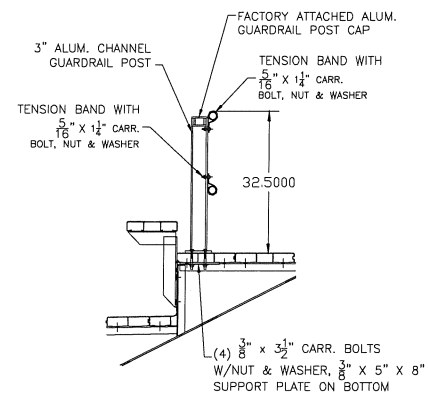 FACTORY ATTACHED ALUM.
GUARDRAIL POST CAP
3" ALUM. CHANNEL
GUARDRAIL POST
TENSION BAND WITH
5/16" X 1 1/4" CARR.
BOLT, NUT & WASHER
TENSION BAND WITH
5/16" X 1 1/4" CARR.
BOLT, NUT & WASHER
32.5000
(4) 3/8" x 3 1/2" CARR. BOLTS
W/NUT & WASHER, 3/8" X 5" X 8"
SUPPORT PLATE ON BOTTOM